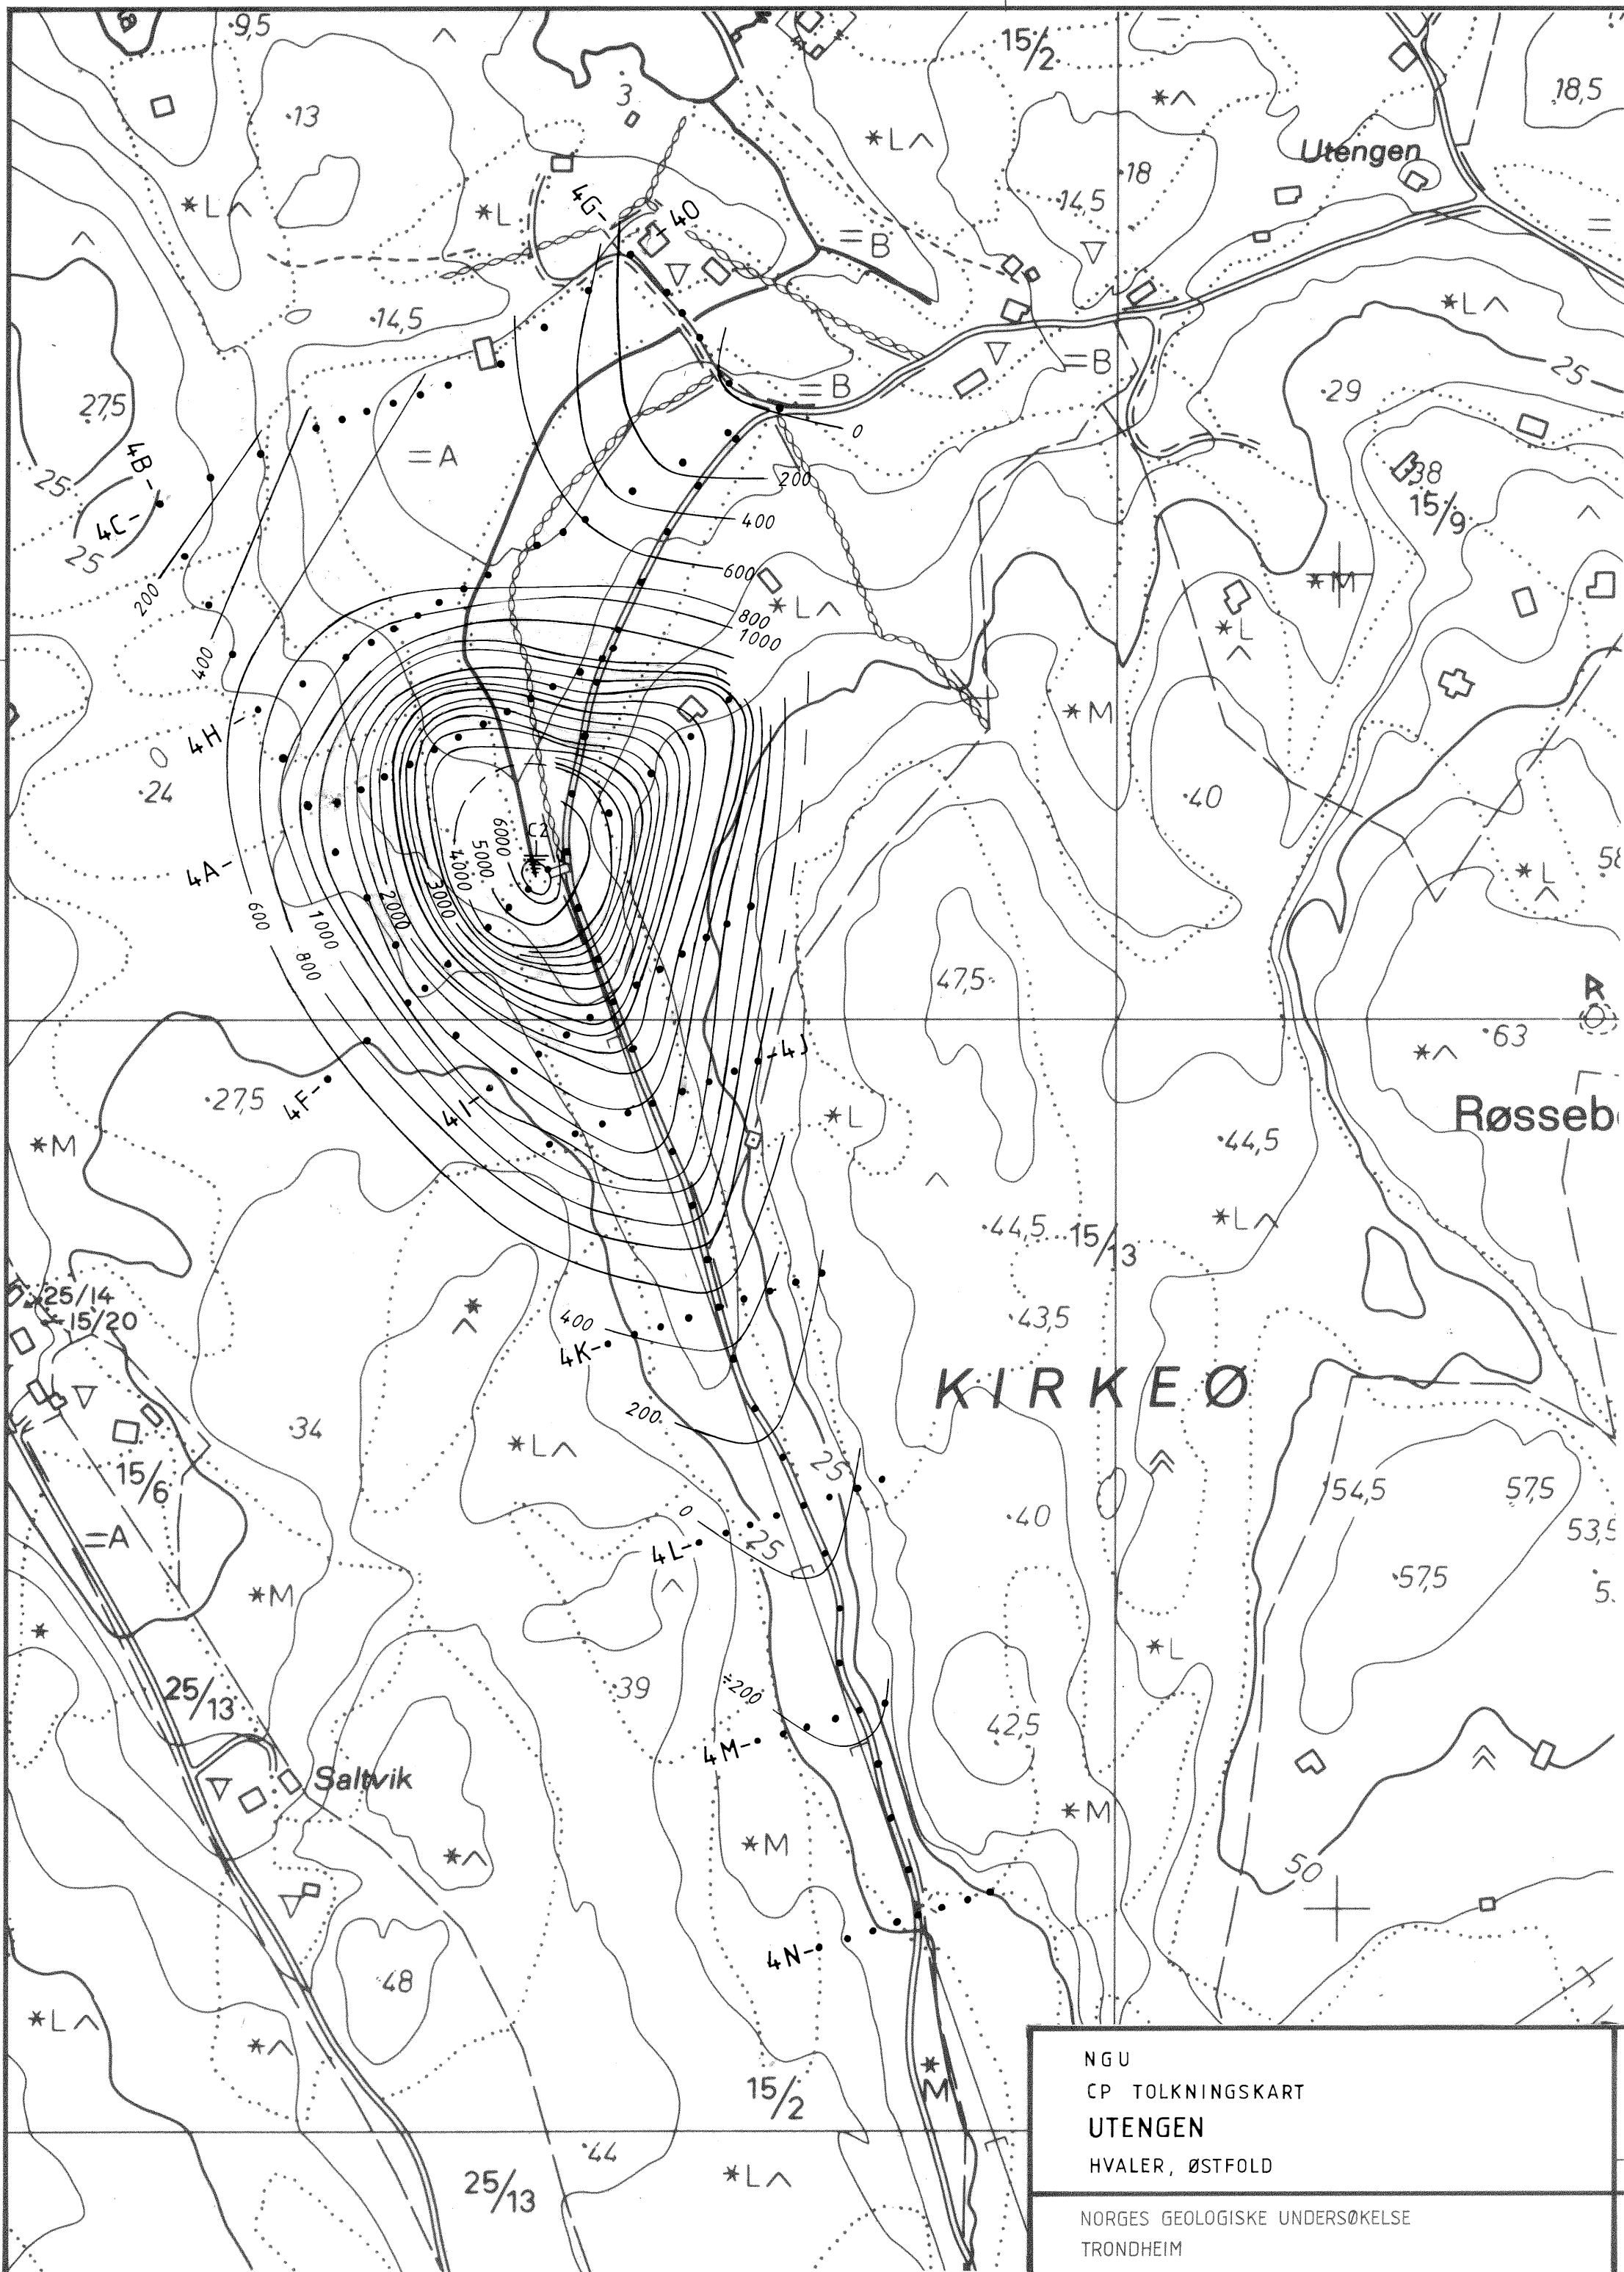 9,5
15/2
18,5
3
13
*^
*L^
Utengen
18
14,5
*L^
*L
4G-
-40
=B
14,5
*L^
=B
25
=B
29
27,5
0
4B-
=A
38
15/9
25
200
4C-
400
25
600
*M
200
*L^
800
1000
*L
400
*M
4H-
24
40
C2
6000
5000
4000
*L
4A-
3000
2000
600
1000
800
47,5
R
63
*^
-4J
27,5
4F-
4I-
Røsseb
*M
*L
44,5
44,5
15/13
*L^
25/14
15/20
43,5
400
4K-
KIRKEØ
200
34
*L^
25
15/6
54,5
57,5
0
40
53,5
=A
4L-
25
57,5
*M
*L
25/13
39
÷200
42,5
4M-
Saltvik
*M
*M
*^
50
4N-
48
*L^
*^
*M
15/2
NGU
CP TOLKNINGSKART
UTENGEN
HVALER, ØSTFOLD
44
*L^
25/13
NORGES GEOLOGISKE UNDERSØKELSE
TRONDHEIM